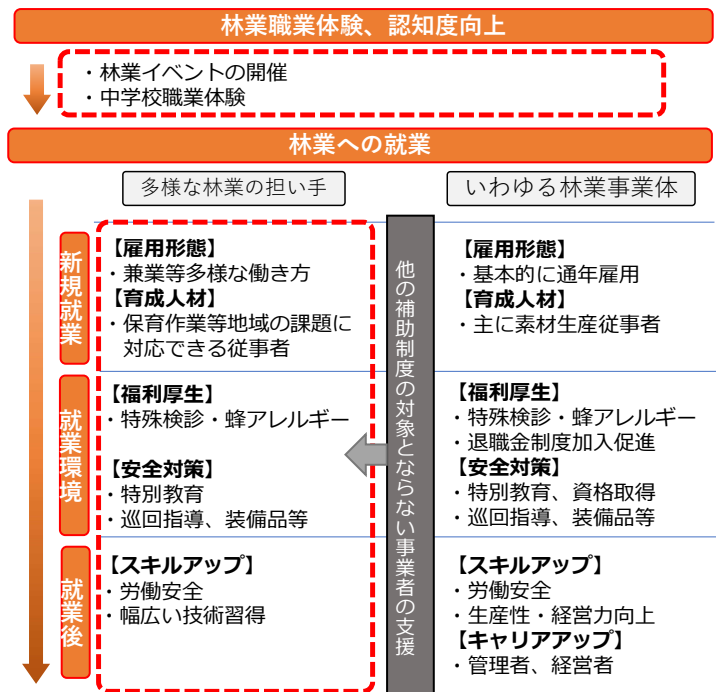 林業職業体験、認知度向上
・林業イベントの開催
・中学校職業体験
林業への就業
多様な林業の担い手
いわゆる林業事業体
新規就業
【雇用形態】
・兼業等多様な働き方
【育成人材】
・保育作業等地域の課題に
対応できる従事者
【雇用形態】
・基本的に通年雇用
【育成人材】
・主に素材生産従事者
他の補助制度の対象とならない事業者の支援
就業環境
【福利厚生】
・特殊検診・蜂アレルギー
【安全対策】
・特別教育
・巡回指導、装備品等
【福利厚生】
・特殊検診・蜂アレルギー
・退職金制度加入促進
【安全対策】
・特別教育、資格取得
・巡回指導、装備品等
就業後
【スキルアップ】
・労働安全
・幅広い技術習得
【スキルアップ】
・労働安全
・生産性・経営力向上
【キャリアアップ】
・管理者、経営者